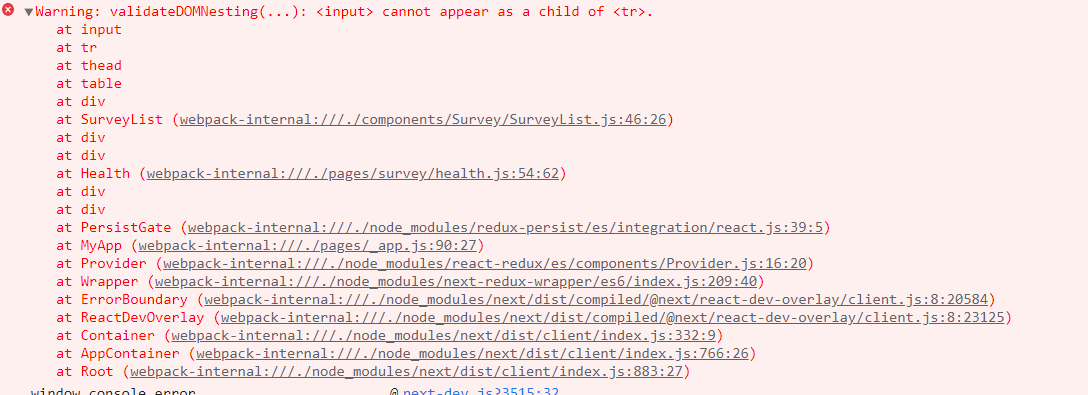 Warning: validateDOMNesting(...): <input> cannot appear as a child of <tr>.
at input
at tr
at thead
at table
at div
at SurveyList (webpack-internal:///./components/Survey/SurveyList.js:46:26)
at div
at div
at Health (webpack-internal:///./pages/survey/health.js:54:62)
at div
at div
at PersistGate (webpack-internal:///./node_modules/redux-persist/es/integration/react.js:39:5)
at MyApp (webpack-internal:///./pages/_app.js:90:27)
at Provider (webpack-internal:///./node_modules/react-redux/es/components/Provider.js:16:20)
at Wrapper (webpack-internal:///./node_modules/next-redux-wrapper/es6/index.js:209:40)
at ErrorBoundary (webpack-internal:///./node_modules/next/dist/compiled/@next/react-dev-overlay/client.js:8:20584)
at ReactDevOverlay (webpack-internal:///./node_modules/next/dist/compiled/@next/react-dev-overlay/client.js:8:23125)
at Container (webpack-internal:///./node_modules/next/dist/client/index.js:332:9)
at AppContainer (webpack-internal:///./node_modules/next/dist/client/index.js:766:26)
at Root (webpack-internal:///./node_modules/next/dist/client/index.js:883:27)
window.console.error @ next-dev.js?3515:32